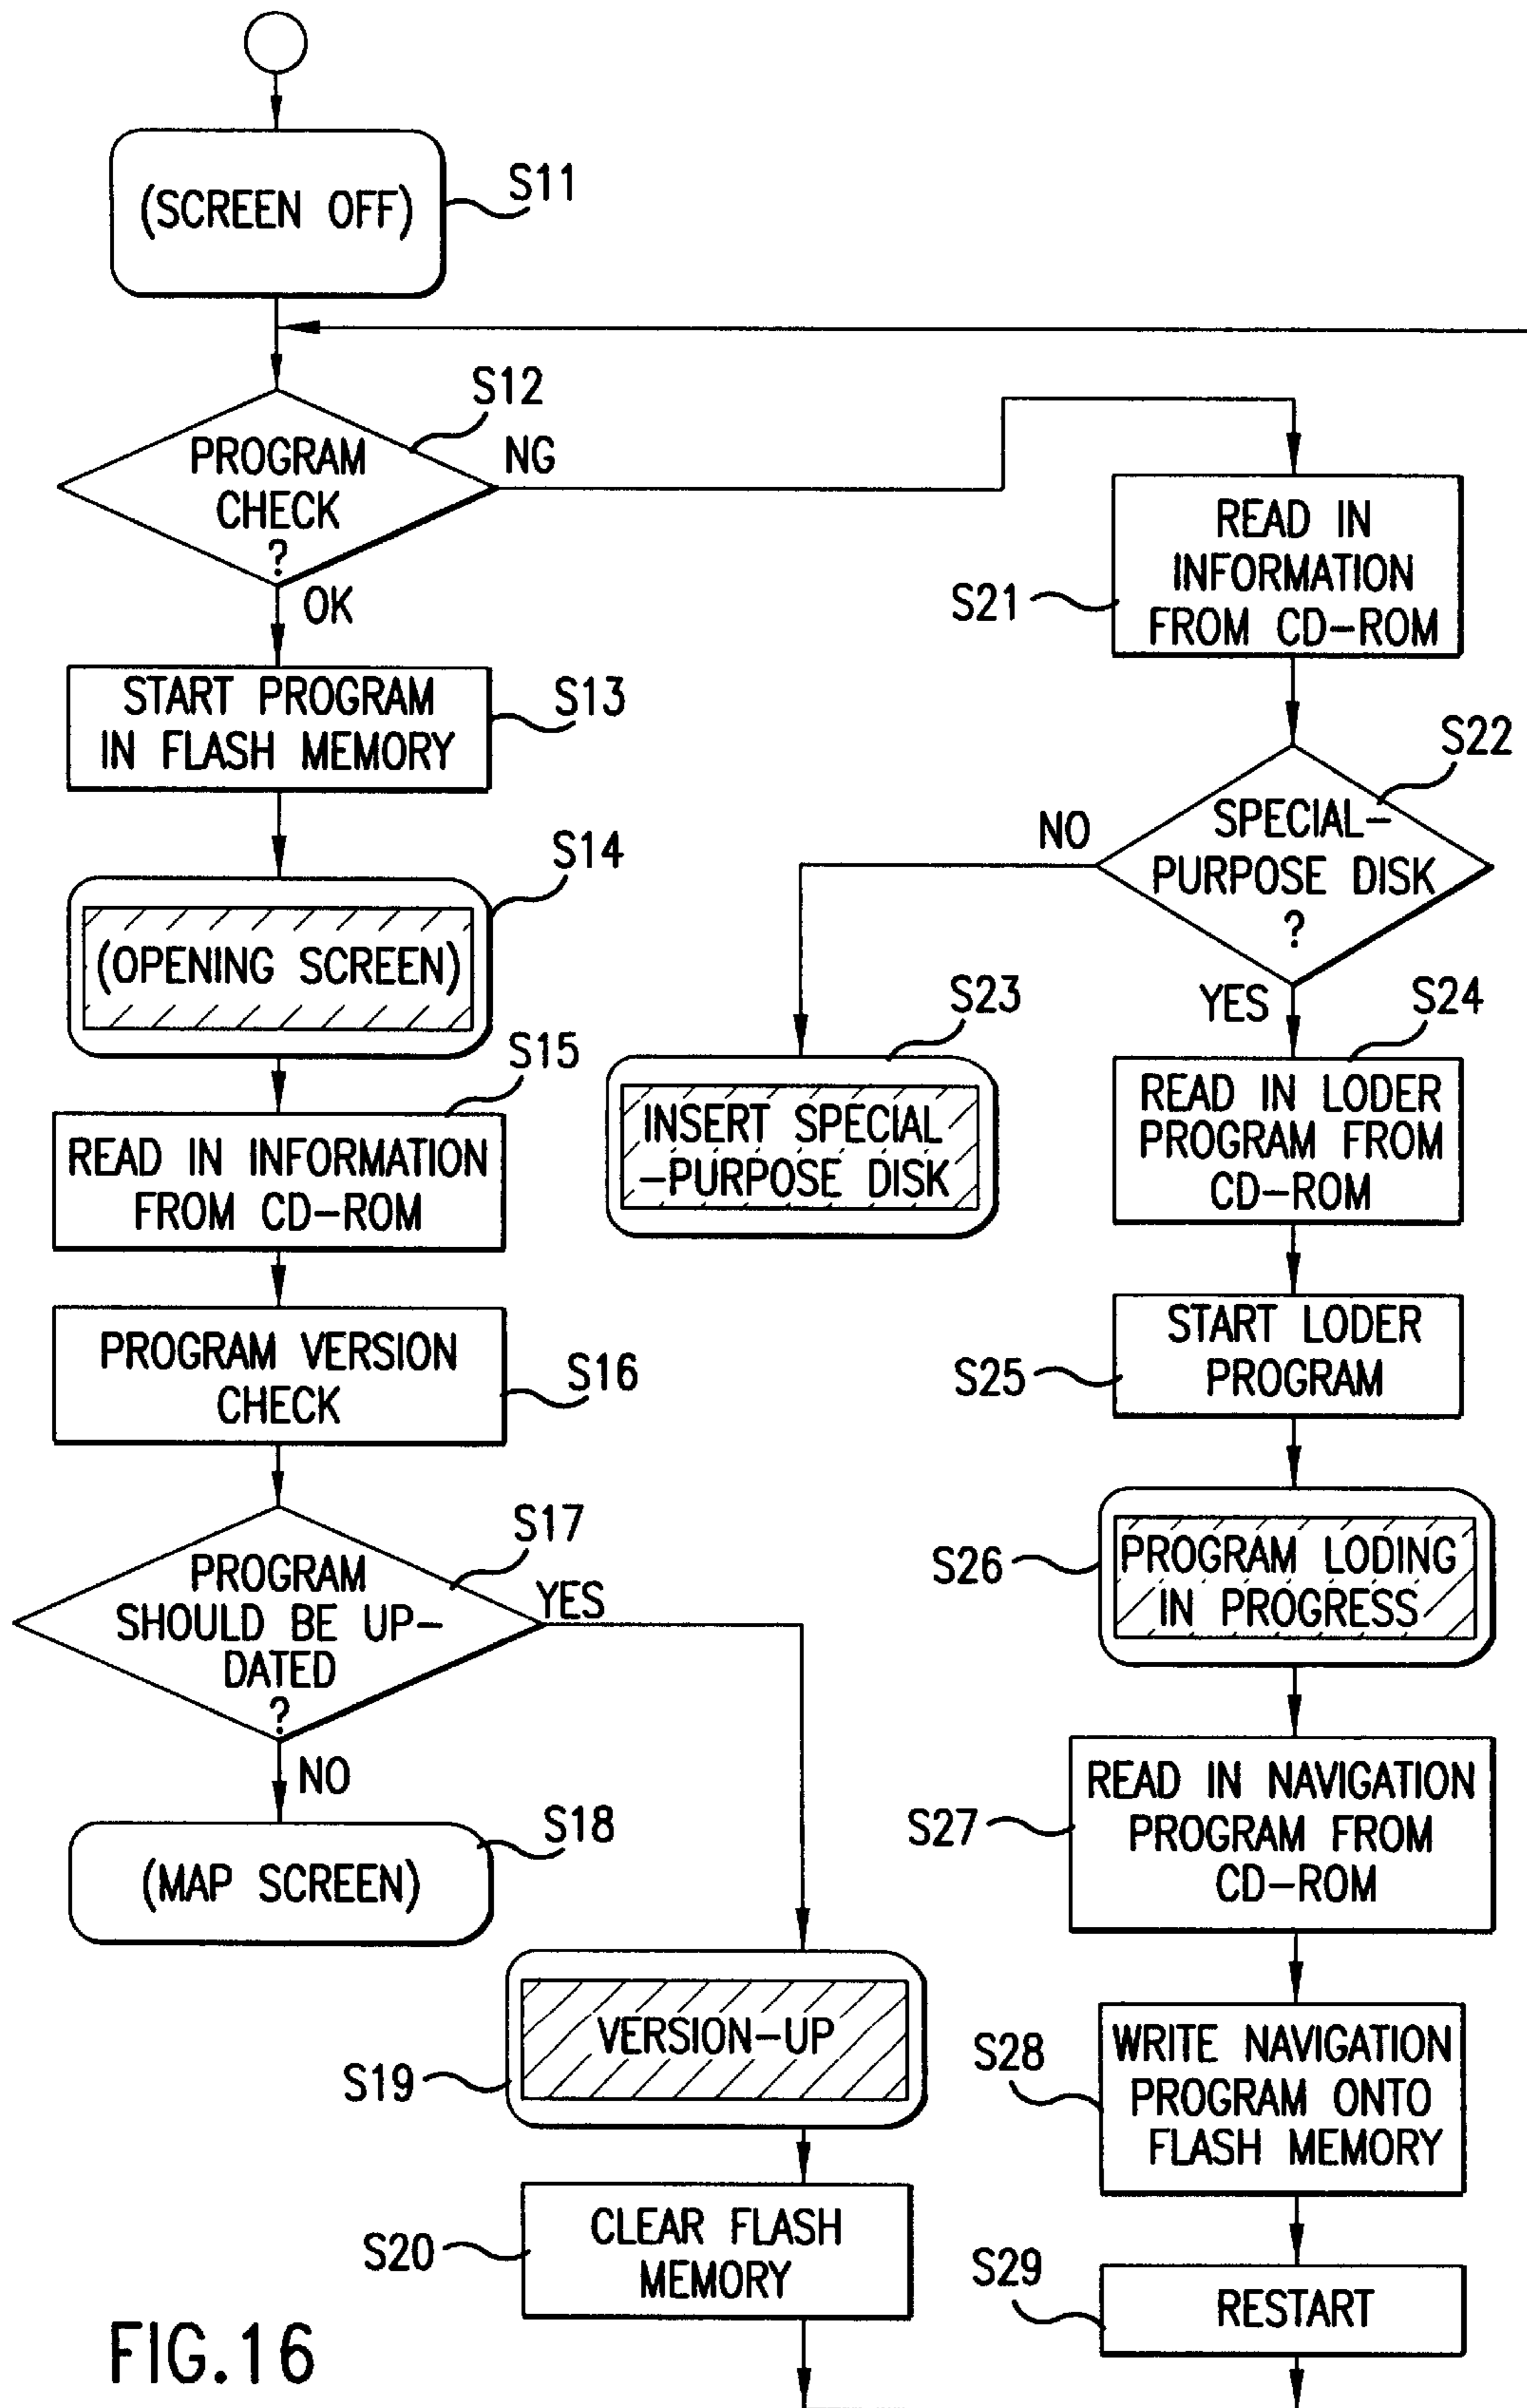 (SCREEN OFF)
S11
S12
PROGRAM
CHECK
?
NG
OK
START PROGRAM
IN FLASH MEMORY
S13
(OPENING SCREEN)
S14
S15
READ IN INFORMATION
FROM CD-ROM
PROGRAM VERSION
CHECK
S16
S17
PROGRAM
SHOULD BE UP-
DATED
?
YES
NO
S18
(MAP SCREEN)
VERSION-UP
S19
CLEAR FLASH
MEMORY
S20
READ IN
INFORMATION
FROM CD-ROM
S21
S22
SPECIAL-
PURPOSE DISK
?
NO
YES
S23
INSERT SPECIAL
-PURPOSE DISK
S24
READ IN LODER
PROGRAM FROM
CD-ROM
START LODER
PROGRAM
S25
PROGRAM LODING
IN PROGRESS
S26
READ IN NAVIGATION
PROGRAM FROM
CD-ROM
S27
WRITE NAVIGATION
PROGRAM ONTO
FLASH MEMORY
S28
S29
RESTART
FIG.16